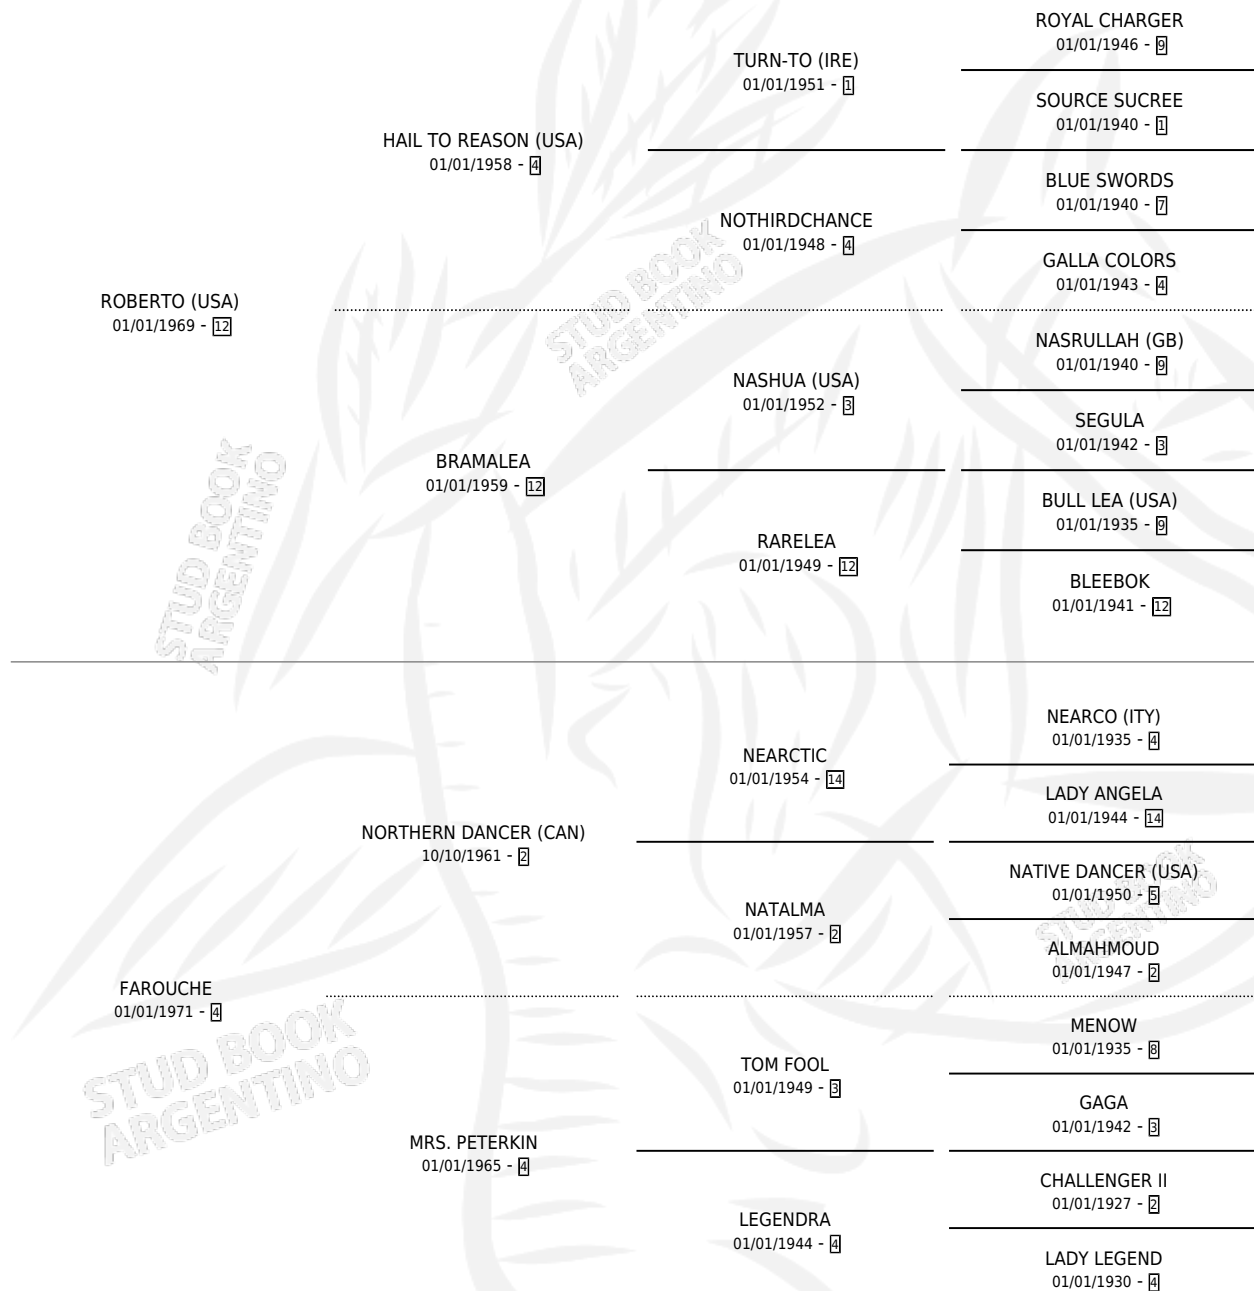 ROYAL CHARGER
01/01/1946 - 9
TURN-TO (IRE)
01/01/1951 - 1
SOURCE SUCREE
01/01/1940 - 1
HAIL TO REASON (USA)
01/01/1958 - 4
BLUE SWORDS
01/01/1940 - 7
NOTHIRDCHANCE
01/01/1948 - 4
GALLA COLORS
01/01/1943 - 4
ROBERTO (USA)
01/01/1969 - 12
STUD BOOK
ARGENTINO
NASRULLAH (GB)
01/01/1940 - 9
NASHUA (USA)
01/01/1952 - 3
SEGULA
01/01/1942 - 3
BRAMALEA
01/01/1959 - 12
BULL LEA (USA)
01/01/1935 - 9
RARELEA
01/01/1949 - 12
BLEEBOK
01/01/1941 - 12
STUD BOOK
ARGENTINO
NEARCO (ITY)
01/01/1935 - 4
NEARCTIC
01/01/1954 - 14
LADY ANGELA
01/01/1944 - 14
NORTHERN DANCER (CAN)
10/10/1961 - 2
NATIVE DANCER (USA)
01/01/1950 - 5
NATALMA
01/01/1957 - 2
ALMAHMOUD
01/01/1947 - 2
STUD BOOK
ARGENTINO
FAROUCHE
01/01/1971 - 4
MENOW
01/01/1935 - 8
TOM FOOL
01/01/1949 - 3
GAGA
01/01/1942 - 3
STUD BOOK
ARGENTINO
MRS. PETERKIN
01/01/1965 - 4
CHALLENGER II
01/01/1927 - 2
LEGENDRA
01/01/1944 - 4
LADY LEGEND
01/01/1930 - 4